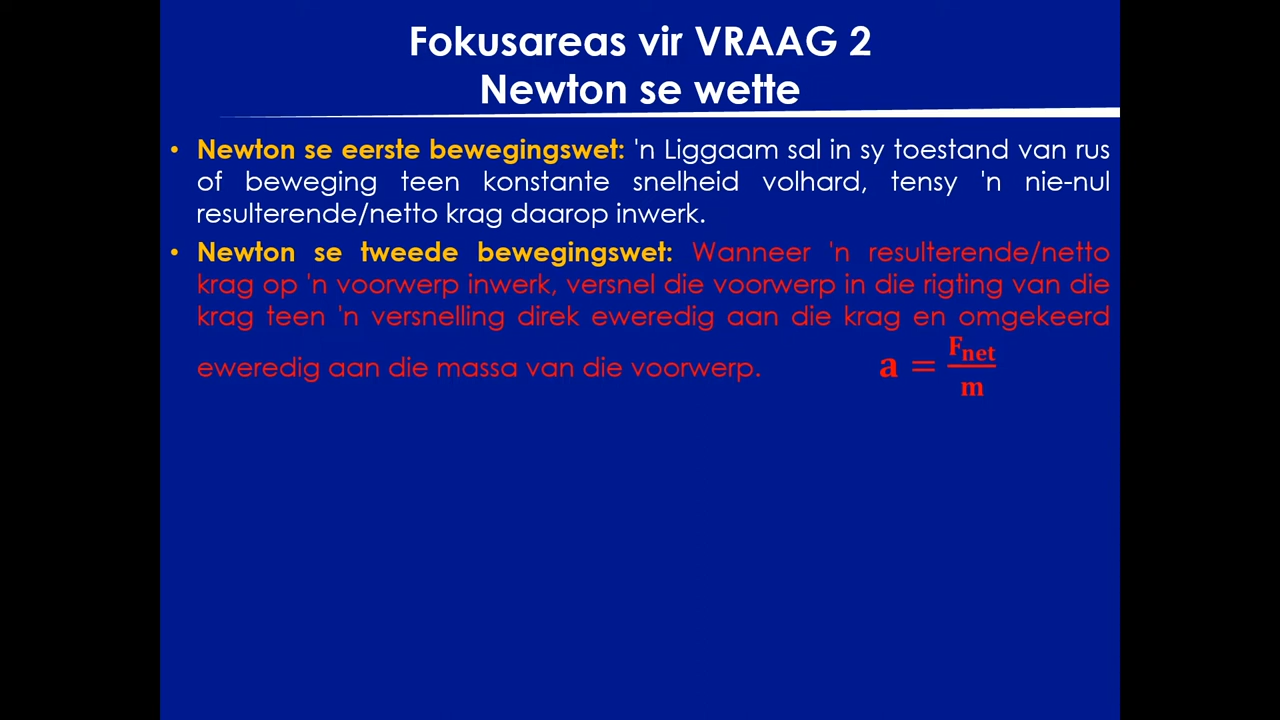 Fokusareas vir VRAAG 2
Newton se wette
• Newton se eerste bewegingswet: 'n Liggaam sal in sy toestand van rus
of beweging teen konstante snelheid volhard, tensy 'n nie-nul
resulterende/netto krag daarop inwerk.
• Newton se tweede bewegingswet: Wanneer 'n resulterende/netto
krag op 'n voorwerp inwerk, versnel die voorwerp in die rigting van die
krag teen 'n versnelling direk eweredig aan die krag en omgekeerd
eweredig aan die massa van die voorwerp. a = Fnet/m